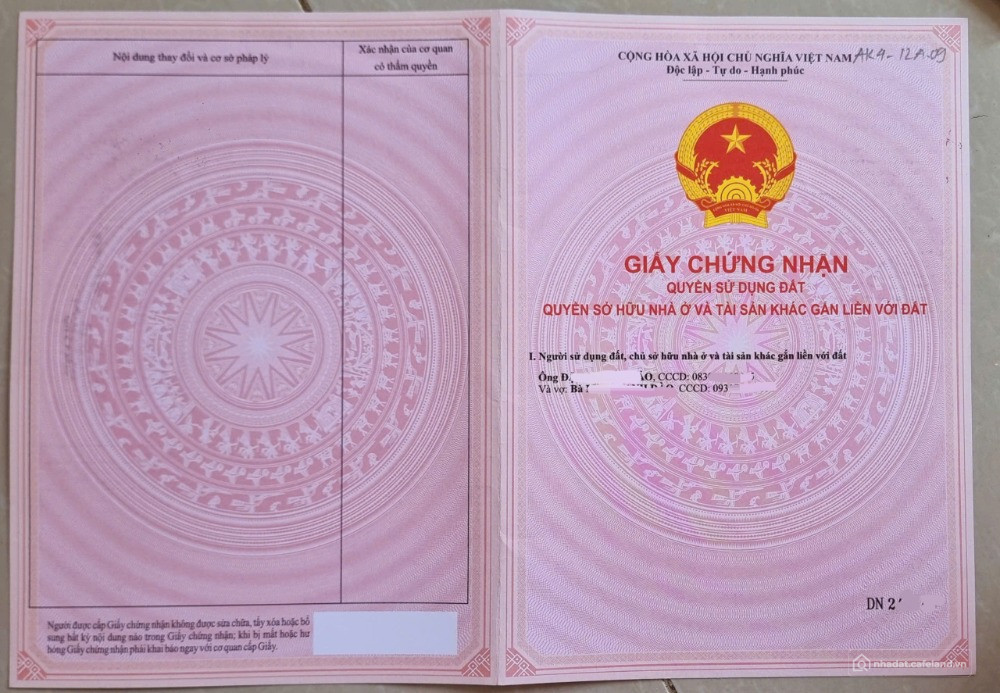 Nội dung thay đổi và cơ sở pháp lý
Xác nhận của cơ quan
có thẩm quyền
Người được cấp Giấy chứng nhận không được sửa chữa, tẩy xóa hoặc bổ
sung bất kỳ nội dung nào trong Giấy chứng nhận; khi bị mất hoặc hư
hỏng Giấy chứng nhận phải khai báo ngay với cơ quan cấp Giấy.
CỘNG HÒA XÃ HỘI CHỦ NGHĨA VIỆT NAM AK4-12A.09
Độc lập - Tự do - Hạnh phúc
VIỆT NAM
GIẤY CHỨNG NHẬN
QUYỀN SỬ DỤNG ĐẤT
QUYỀN SỞ HỮU NHÀ Ở VÀ TÀI SẢN KHÁC GẮN LIỀN VỚI ĐẤT
I. Người sử dụng đất, chủ sở hữu nhà ở và tài sản khác gắn liền với đất
Ông CCCD: 083
Và vợ: Bà CCCD: 093
DN 2
nhadat.cafeland.vn